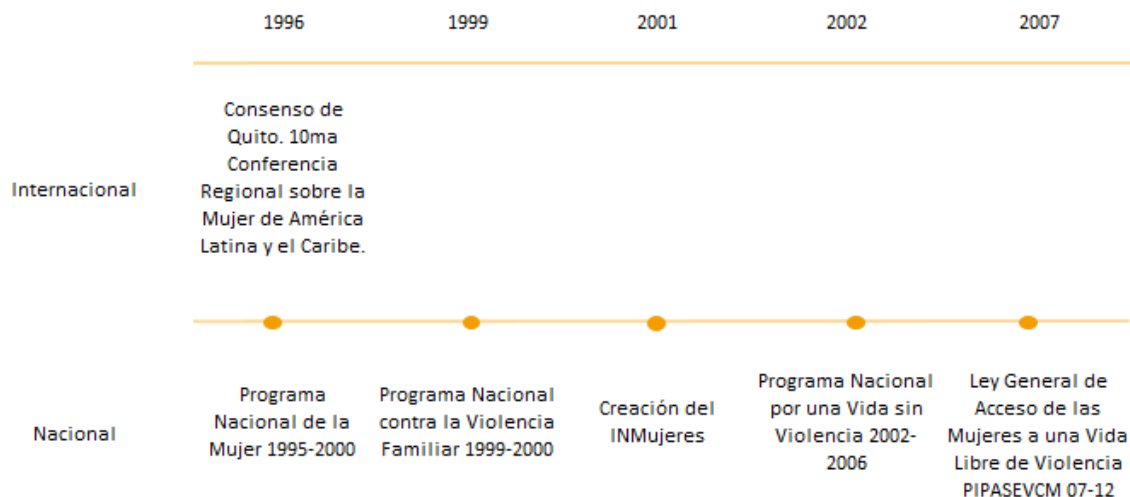 1996
1999
2001
2002
2007
Internacional
Consenso de
Quito. 10ma
Conferencia
Regional sobre la
Mujer de América
Latina y el Caribe.
Nacional
Programa
Nacional de la
Mujer 1995-2000
Programa Nacional
contra la Violencia
Familiar 1999-2000
Creación del
INMujeres
Programa Nacional
por una Vida sin
Violencia 2002-
2006
Ley General de
Acceso de las
Mujeres a una Vida
Libre de Violencia
PIPASEVCM 07-12